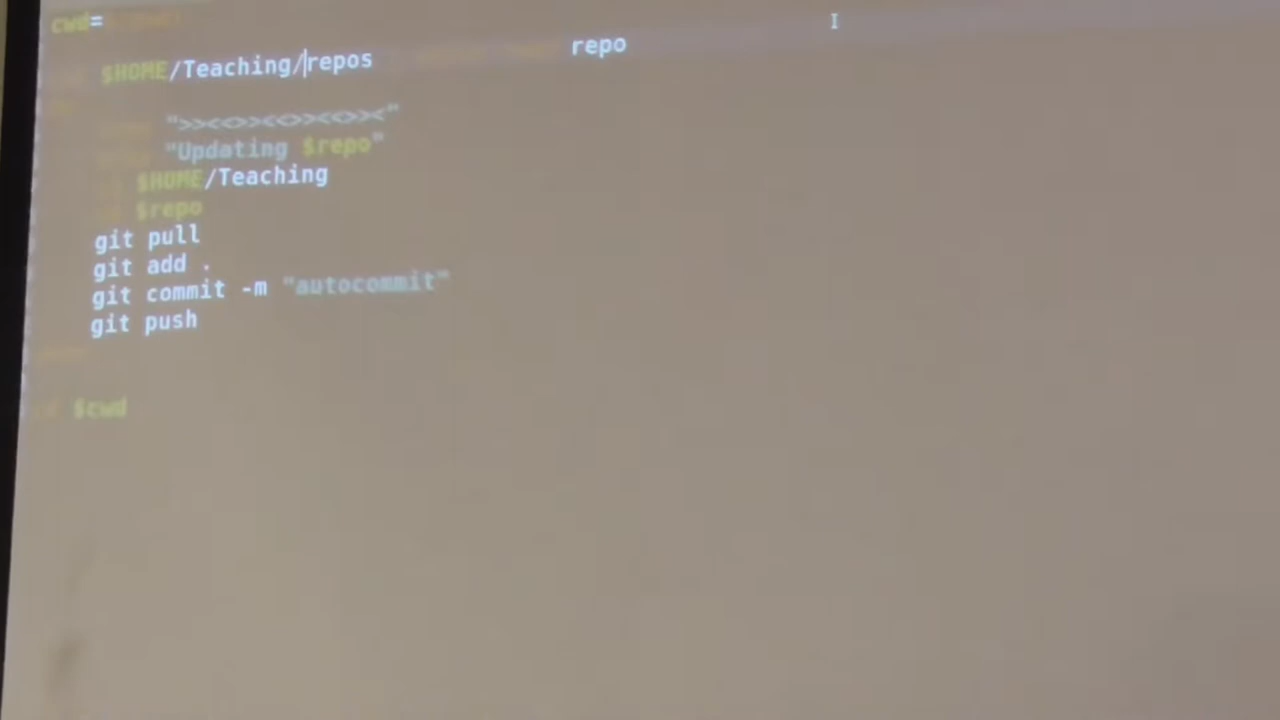 cwd=
$HOME/Teaching/repos repo
">><<>><<>><<>><"
"Updating $repo"
$HOME/Teaching
$repo
git pull
git add .
git commit -m "autocommit"
git push
$cwd